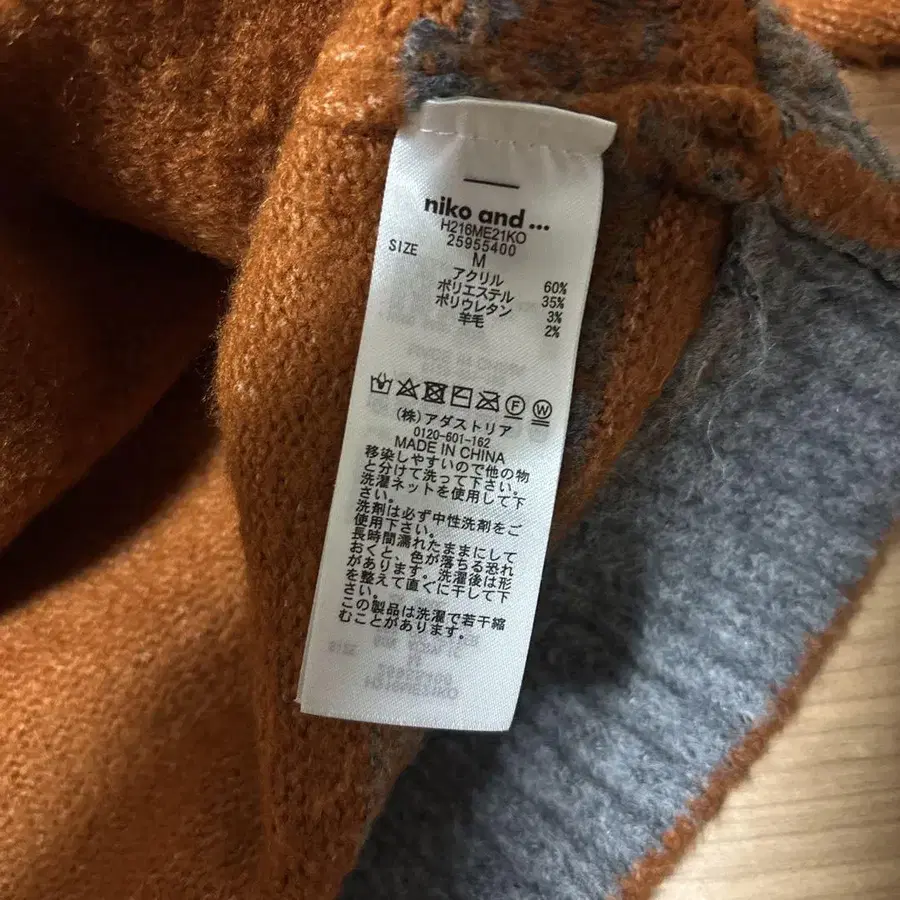 niko and ...
H216ME21KO
25955400
SIZE M
アクリル 60%
ポリエステル 35%
ポリウレタン 3%
羊毛 2%
F W
(株)アダストリア
0120-601-162
MADE IN CHINA
移染しやすいので他の物
と分けて洗って下さい。
洗濯ネットを使用して下
さい。
洗剤は必ず中性洗剤をご
使用下さい。
長時間濡れたままにして
おくと、色が落ちる恐れ
があります。洗濯後は形
を整えて直ぐに干して下
さい。
この製品は洗濯で若干縮
むことがあります。